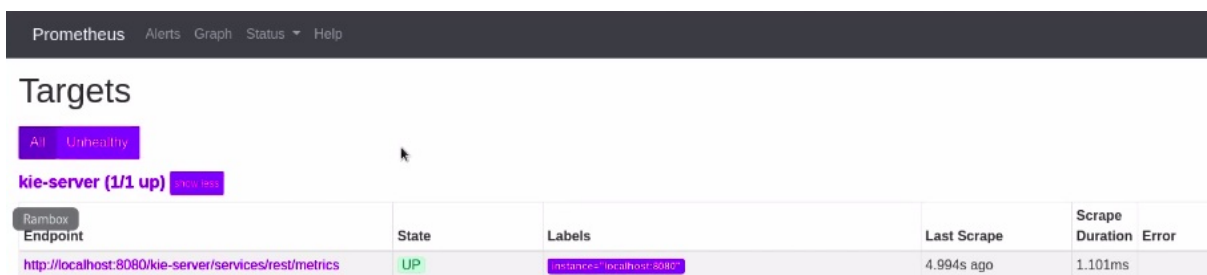 Prometheus Alerts Graph Status Help
Targets
All Unhealthy
kie-server (1/1 up) show less
Rambox
Scrape
Endpoint State Labels Last Scrape Duration Error
http://localhost:8080/kie-server/services/rest/metrics UP instance="localhost:8080" 4.994s ago 1.101ms